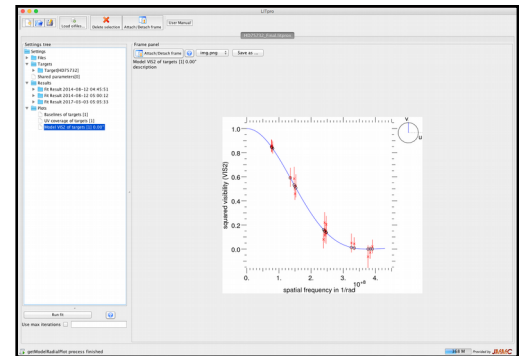 LITpro
Load oifiles...
Delete selection
Attach/Detach frame
User Manual
Settings tree
Settings
Files
Targets
Target[HD75732]
Shared parameters[0]
Results
Fit Result 2014-08-12 04:45:51
Fit Result 2014-08-12 05:00:12
Fit Result 2017-03-03 05:05:31
Plots
Baselines of targets [1]
UV coverage of targets [1]
Model VIS2 of targets [1] 0.00°
Run fit
Use max iterations
Frame panel
Attach/Detach frame
img.png
Save as ...
Model VIS2 of targets [1] 0.00°
description
V
U
squared visibility (VIS2)
1.0
0.8
0.6
0.4
0.2
0.0
0. 1. 2. 3. 4.
spatial frequency in 1/rad
getModelRadialPlot process finished
Provided by JMMC